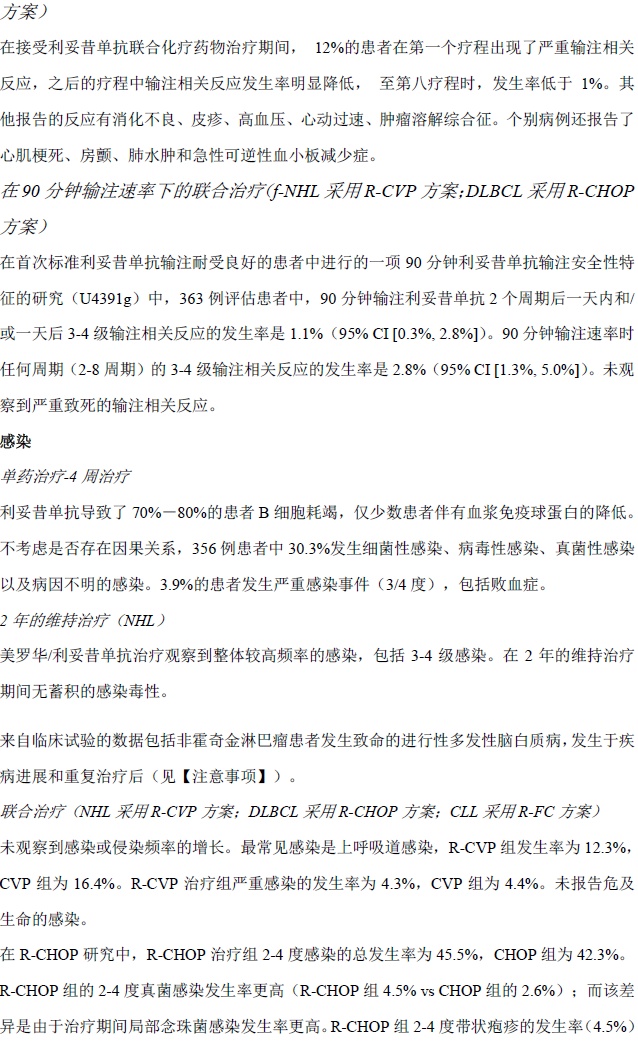 方案）
在接受利妥昔单抗联合化疗药物治疗期间， 12%的患者在第一个疗程出现了严重输注相关
反应，之后的疗程中输注相关反应发生率明显降低， 至第八疗程时，发生率低于 1%。其
他报告的反应有消化不良、皮疹、高血压、心动过速、肿瘤溶解综合征。个别病例还报告了
心肌梗死、房颤、肺水肿和急性可逆性血小板减少症。
在 90 分钟输注速率下的联合治疗（f-NHL 采用 R-CVP 方案；DLBCL 采用 R-CHOP
方案）
在首次标准利妥昔单抗输注耐受良好的患者中进行的一项 90 分钟利妥昔单抗输注安全性特
征的研究（U4391g）中，363 例评估患者中，90 分钟输注利妥昔单抗 2 个周期后一天内和/
或一天后 3-4 级输注相关反应的发生率是 1.1%（95% CI [0.3%, 2.8%]）。90 分钟输注速率时
任何周期（2-8 周期）的 3-4 级输注相关反应的发生率是 2.8%（95% CI [1.3%, 5.0%]）。未观
察到严重致死的输注相关反应。
感染
单药治疗-4 周治疗
利妥昔单抗导致了 70%－80%的患者 B 细胞耗竭，仅少数患者伴有血浆免疫球蛋白的降低。
不考虑是否存在因果关系，356 例患者中 30.3%发生细菌性感染、病毒性感染、真菌性感染
以及病因不明的感染。3.9%的患者发生严重感染事件（3/4 度），包括败血症。
2 年的维持治疗（NHL）
美罗华/利妥昔单抗治疗观察到整体较高频率的感染，包括 3-4 级感染。在 2 年的维持治疗
期间无蓄积的感染毒性。
来自临床试验的数据包括非霍奇金淋巴瘤患者发生致命的进行性多发性脑白质病，发生于疾
病进展和重复治疗后（见【注意事项】）。
联合治疗（NHL 采用 R-CVP 方案；DLBCL 采用 R-CHOP 方案；CLL 采用 R-FC 方案）
未观察到感染或侵染频率的增长。最常见感染是上呼吸道感染，R-CVP 组发生率为 12.3%，
CVP 组为 16.4%。R-CVP 治疗组严重感染的发生率为 4.3%，CVP 组为 4.4%。未报告危及
生命的感染。
在 R-CHOP 研究中，R-CHOP 治疗组 2-4 度感染的总发生率为 45.5%，CHOP 组为 42.3%。
R-CHOP 组的 2-4 度真菌感染发生率更高（R-CHOP 组 4.5% vs CHOP 组的 2.6%）；而该差
异是由于治疗期间局部念珠菌感染发生率更高。R-CHOP 组 2-4 度带状疱疹的发生率（4.5%）